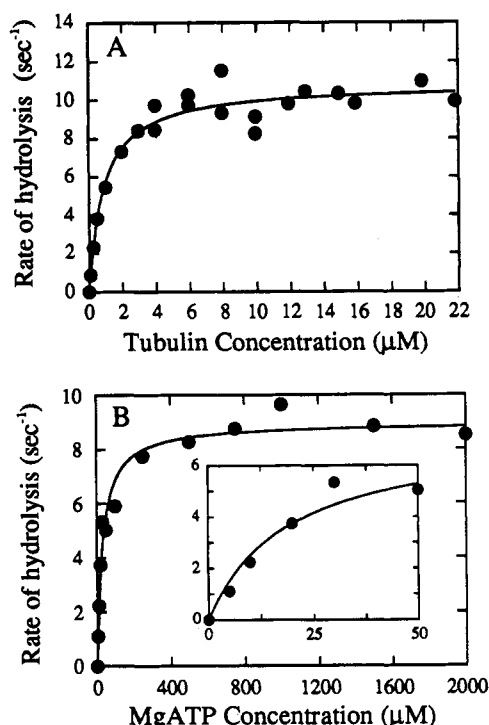 A
Rate of hydrolysis (sec⁻¹)
14
12
10
8
6
4
2
0
0 2 4 6 8 10 12 14 16 18 20 22
Tubulin Concentration (μM)
B
Rate of hydrolysis (sec⁻¹)
10
8
6
4
2
0
6
4
2
0
0 25 50
0 400 800 1200 1600 2000
MgATP Concentration (μM)